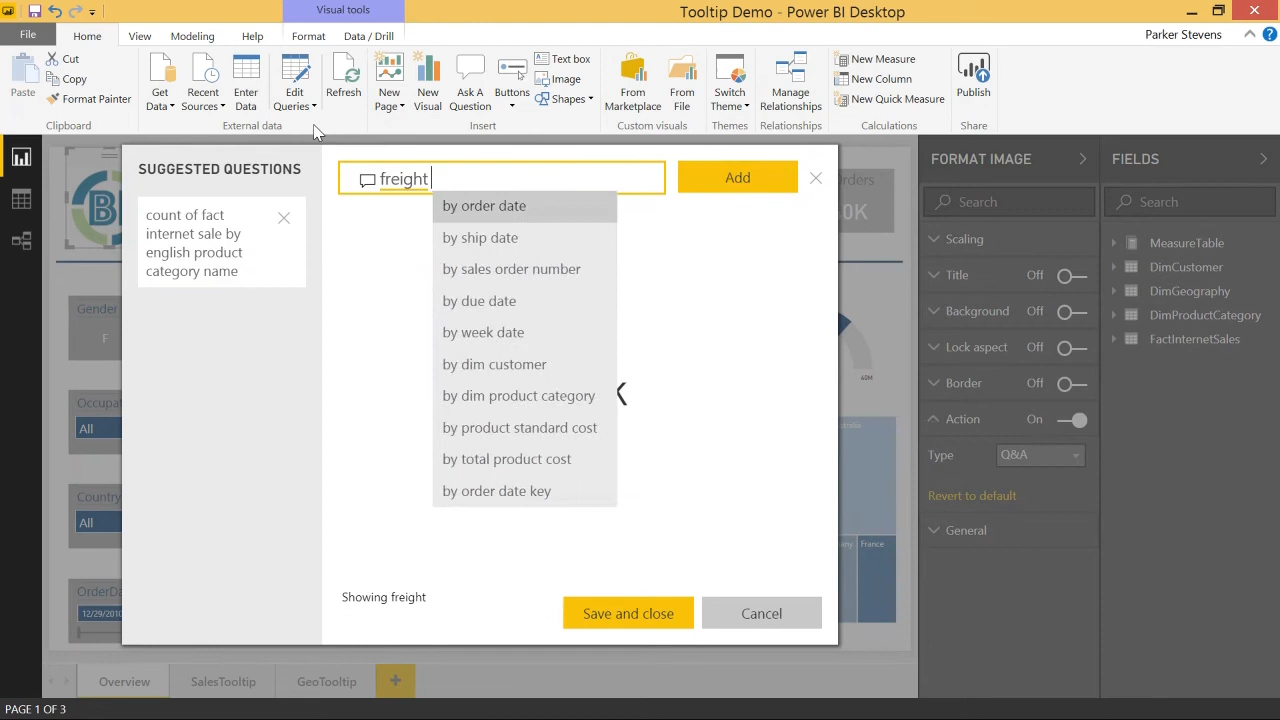 Visual tools
Tooltip Demo - Power BI Desktop
File
Home
View
Modeling
Help
Format
Data / Drill
Parker Stevens
Paste
Cut
Copy
Format Painter
Clipboard
Get
Data
Recent
Sources
Enter
Data
External data
Edit
Queries
Refresh
New
Page
New
Visual
Ask A
Question
Buttons
Text box
Image
Shapes
Insert
From
Marketplace
From
File
Custom visuals
Switch
Theme
Themes
Manage
Relationships
Relationships
New Measure
New Column
New Quick Measure
Calculations
Publish
Share
SUGGESTED QUESTIONS
count of fact
internet sale by
english product
category name
freight
Add
by order date
by ship date
by sales order number
by due date
by week date
by dim customer
by dim product category
by product standard cost
by total product cost
by order date key
Showing freight
Save and close
Cancel
Gender
F
Occupat
All
Country
All
OrderDa
12/29/2010
Orders
0K
60M
France
FORMAT IMAGE
Search
Scaling
Title Off
Background Off
Lock aspect Off
Border Off
Action On
Type Q&A
Revert to default
General
FIELDS
Search
MeasureTable
DimCustomer
DimGeography
DimProductCategory
FactInternetSales
Overview
SalesTooltip
GeoTooltip
PAGE 1 OF 3